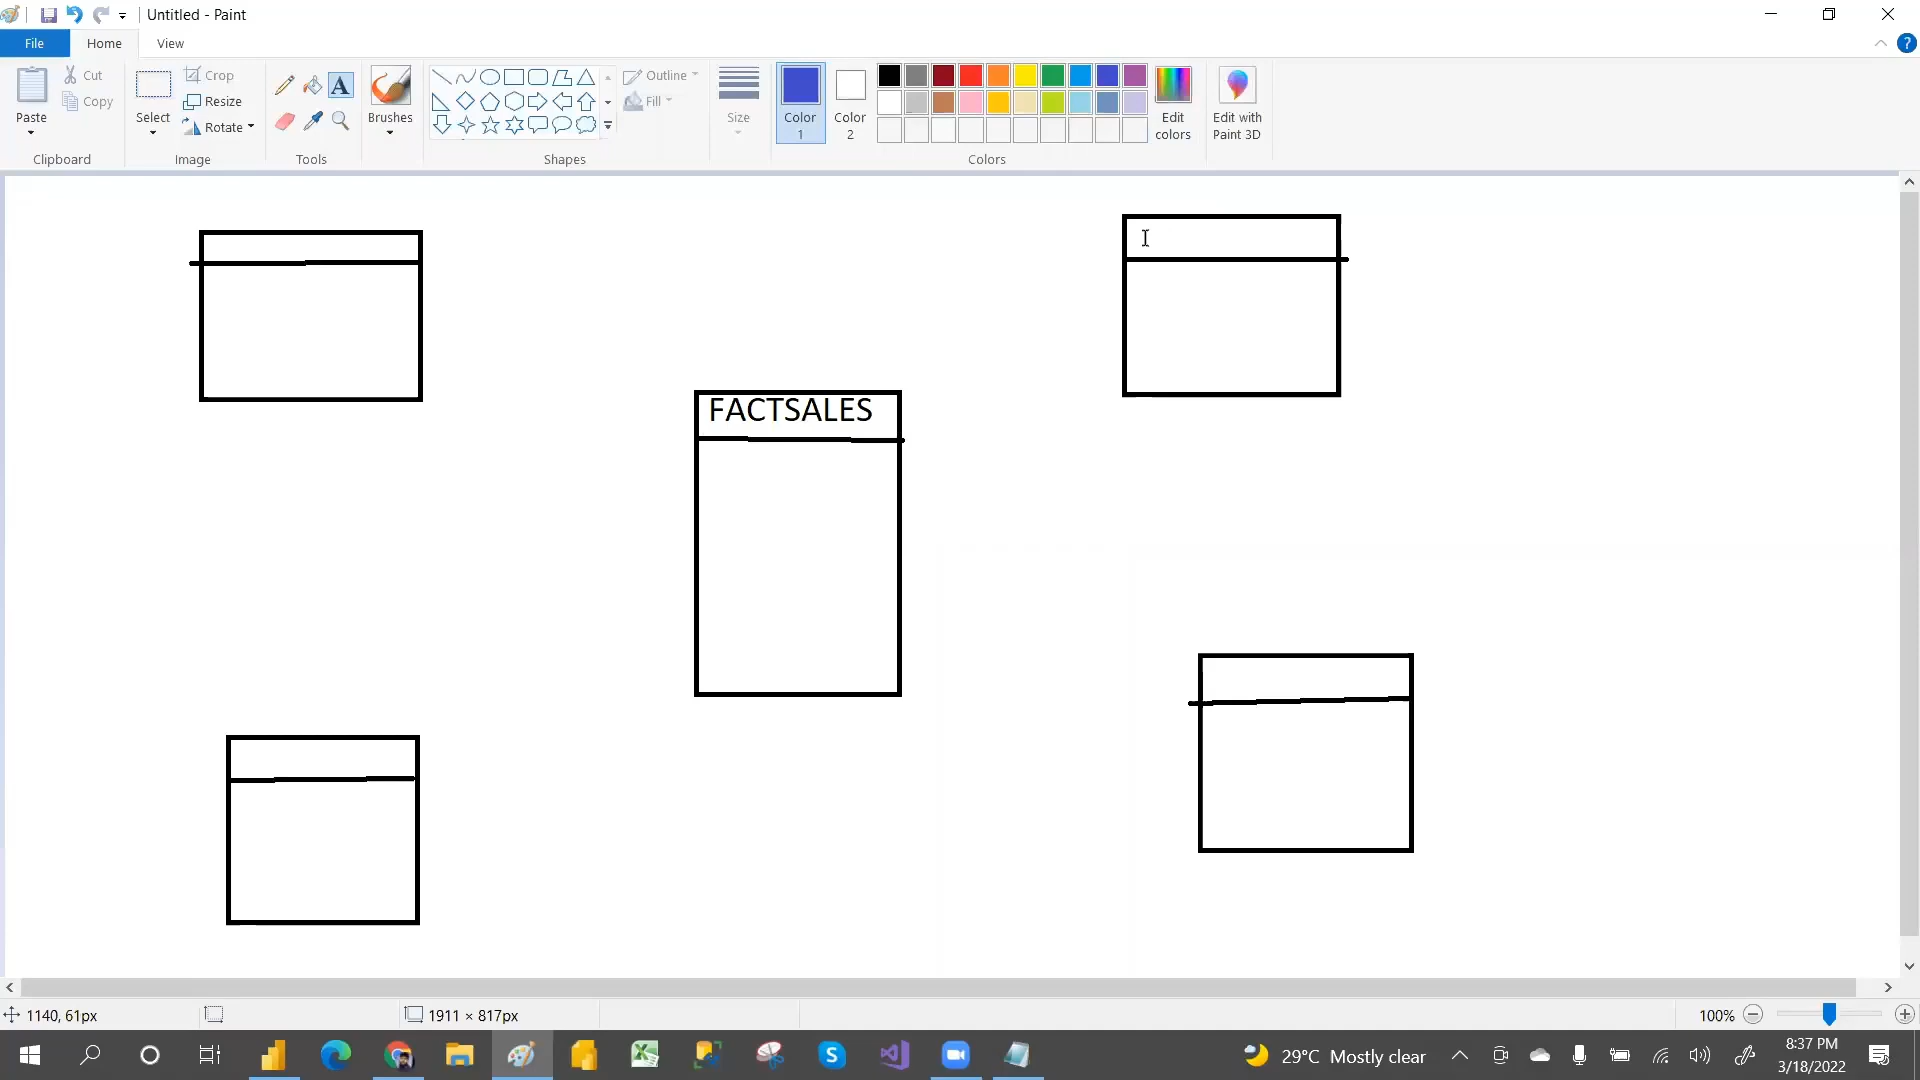 Untitled - Paint
File Home View
Paste
Cut
Copy
Clipboard
Select
Crop
Resize
Rotate
Image
Tools
Brushes
Shapes
Outline
Fill
Size
Color 1
Color 2
Edit colors
Colors
Edit with Paint 3D
FACTSALES
1140, 61px
1911 × 817px
100%
29°C Mostly clear
8:37 PM
3/18/2022